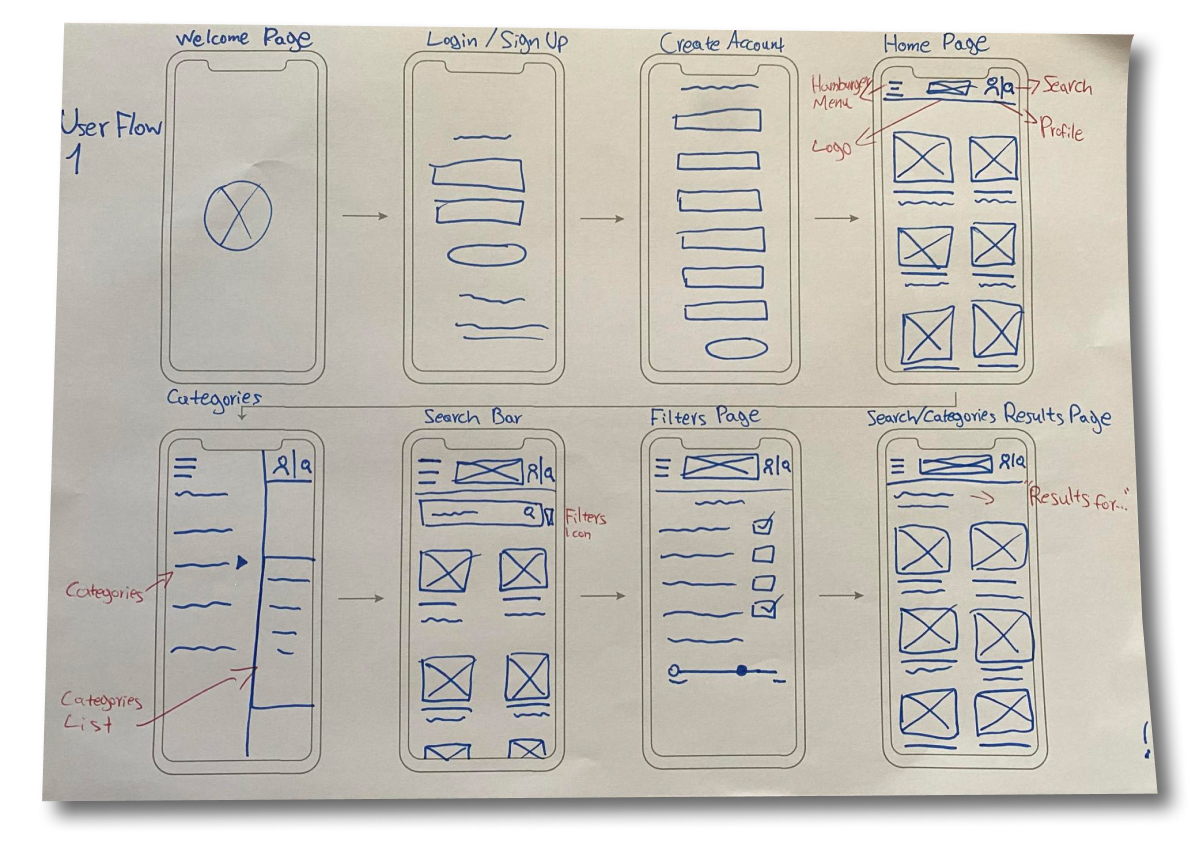 Welcome Page
Login / Sign Up
Create Account
Home Page
User Flow
1
Hamburger
Menu
Search
Logo
Profile
Categories
Search Bar
Filters Page
Search/Categories Results Page
Filters
Icon
"Results for..."
Categories
Categories
List